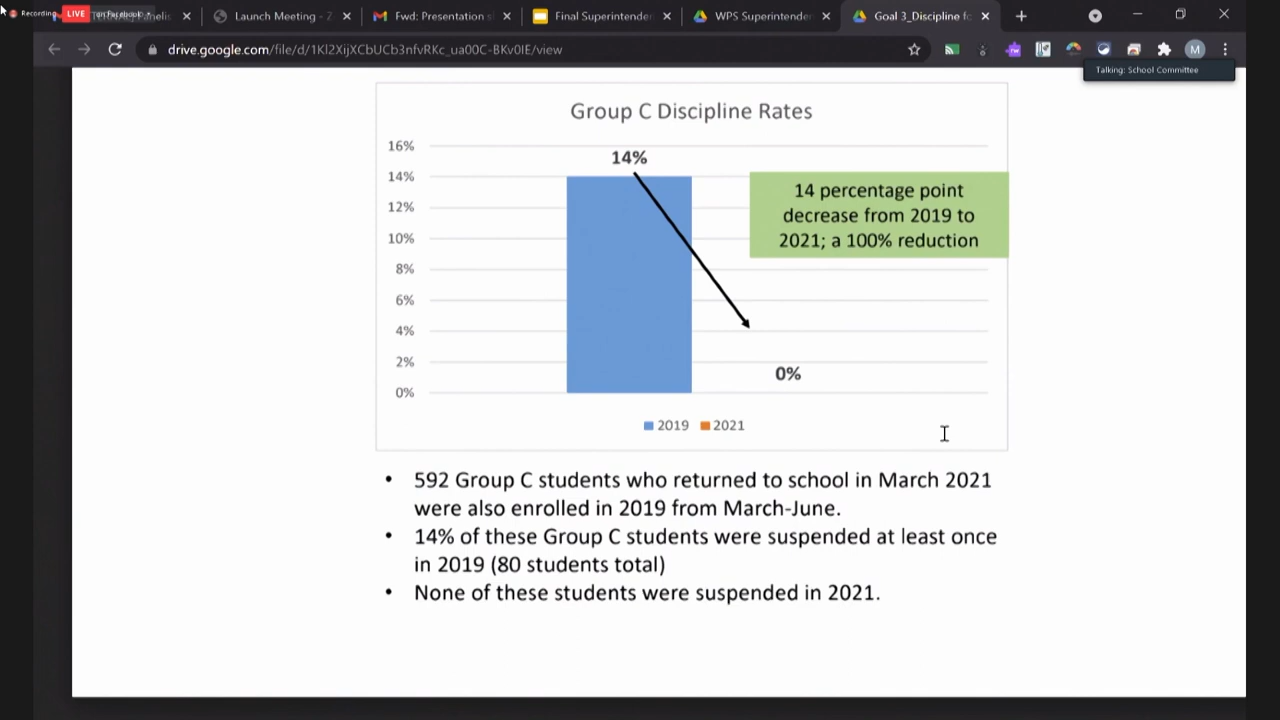 Recording
LIVE
on Facebook
Launch Meeting - Z
Fwd: Presentation s
Final Superintenden
WPS Superintender
Goal 3_Discipline fo
drive.google.com/file/d/1Kl2XijXCbUCb3nfvRKc_ua00C-BKv0IE/view
M
Talking: School Committee
Group C Discipline Rates
16%
14%
12%
10%
8%
6%
4%
2%
0%
14%
0%
14 percentage point
decrease from 2019 to
2021; a 100% reduction
2019 2021
• 592 Group C students who returned to school in March 2021
were also enrolled in 2019 from March-June.
• 14% of these Group C students were suspended at least once
in 2019 (80 students total)
• None of these students were suspended in 2021.